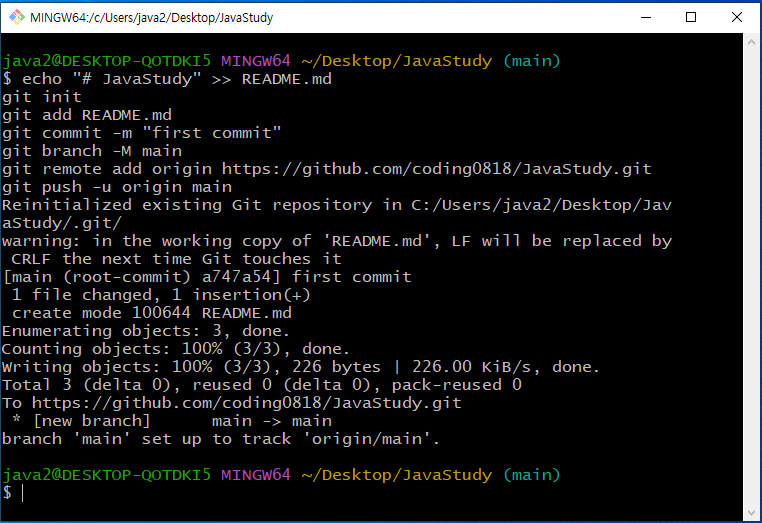 MINGW64:/c/Users/java2/Desktop/JavaStudy
java2@DESKTOP-QOTDKI5 MINGW64 ~/Desktop/JavaStudy (main)
$ echo "# JavaStudy" >> README.md
git init
git add README.md
git commit -m "first commit"
git branch -M main
git remote add origin https://github.com/coding0818/JavaStudy.git
git push -u origin main
Reinitialized existing Git repository in C:/Users/java2/Desktop/Jav
aStudy/.git/
warning: in the working copy of 'README.md', LF will be replaced by
 CRLF the next time Git touches it
[main (root-commit) a747a54] first commit
 1 file changed, 1 insertion(+)
 create mode 100644 README.md
Enumerating objects: 3, done.
Counting objects: 100% (3/3), done.
Writing objects: 100% (3/3), 226 bytes | 226.00 KiB/s, done.
Total 3 (delta 0), reused 0 (delta 0), pack-reused 0
To https://github.com/coding0818/JavaStudy.git
 * [new branch]      main -> main
branch 'main' set up to track 'origin/main'.
java2@DESKTOP-QOTDKI5 MINGW64 ~/Desktop/JavaStudy (main)
$